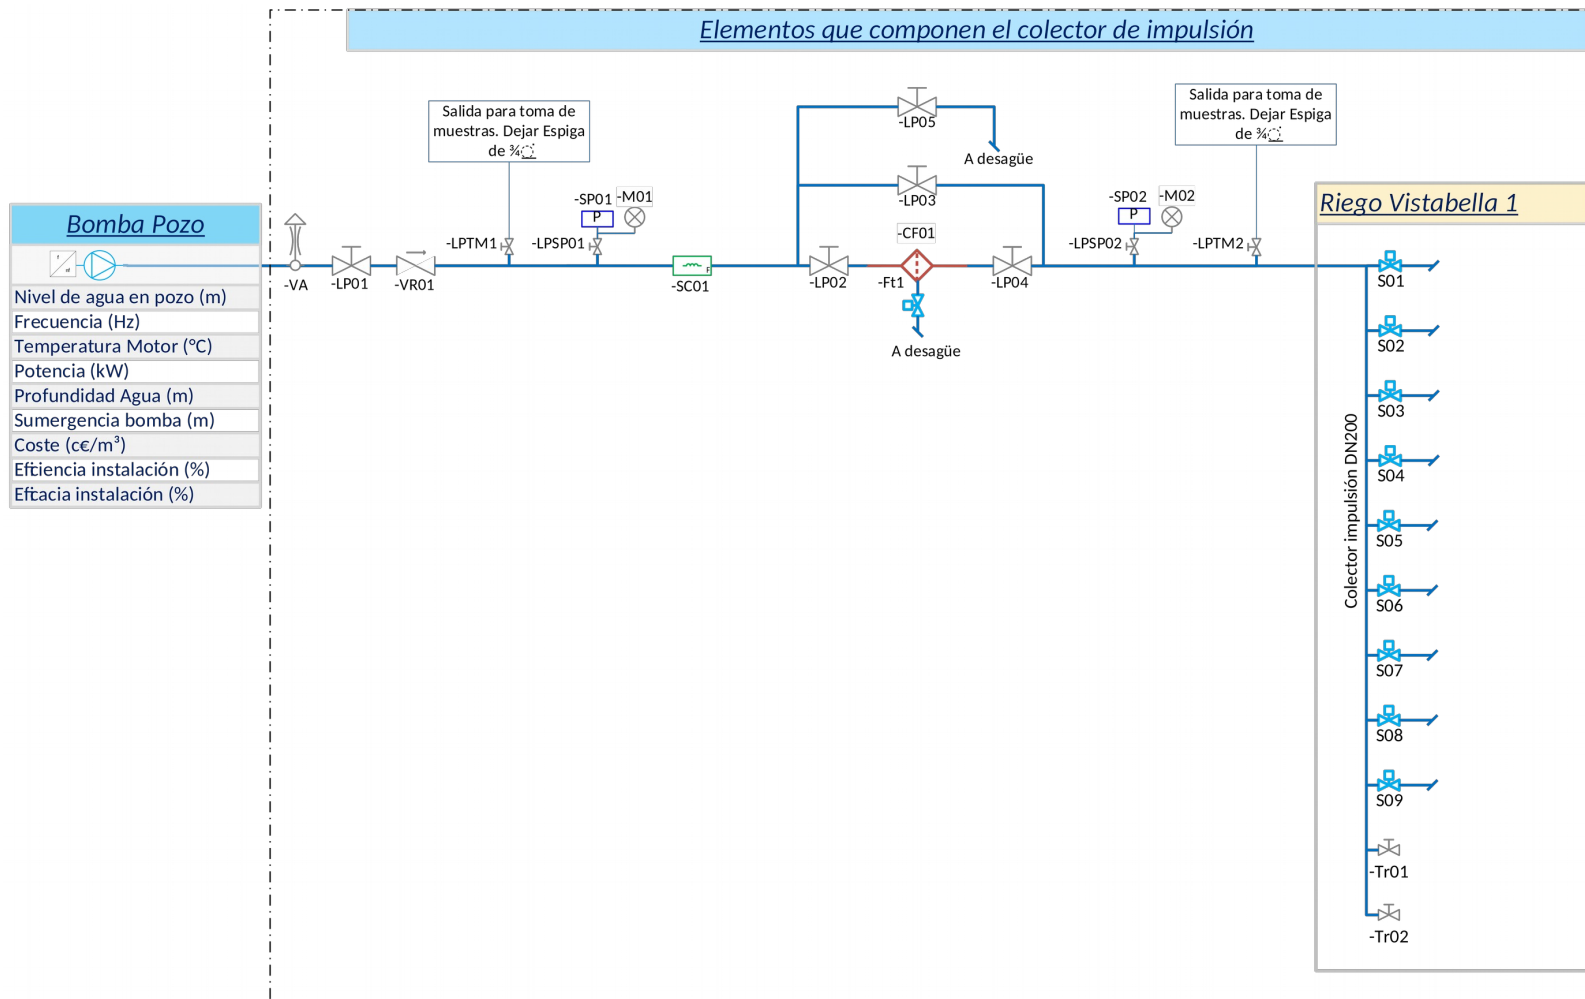 Elementos que componen el colector de impulsión
Salida para toma de
muestras. Dejar Espiga
de ¾
Salida para toma de
muestras. Dejar Espiga
de ¾
-LP05
A desagüe
-LP03
-SP01
-M01
P
-SP02
-M02
P
Riego Vistabella 1
Bomba Pozo
-LPTM1
-LPSP01
-CF01
-LPSP02
-LPTM2
-VA
-LP01
-VR01
F
-SC01
-LP02
-Ft1
-LP04
A desagüe
Nivel de agua en pozo (m)
Frecuencia (Hz)
Temperatura Motor (°C)
Potencia (kW)
Profundidad Agua (m)
Sumergencia bomba (m)
Coste (c€/m³)
Eficiencia instalación (%)
Eficacia instalación (%)
Colector impulsión DN200
S01
S02
S03
S04
S05
S06
S07
S08
S09
-Tr01
-Tr02